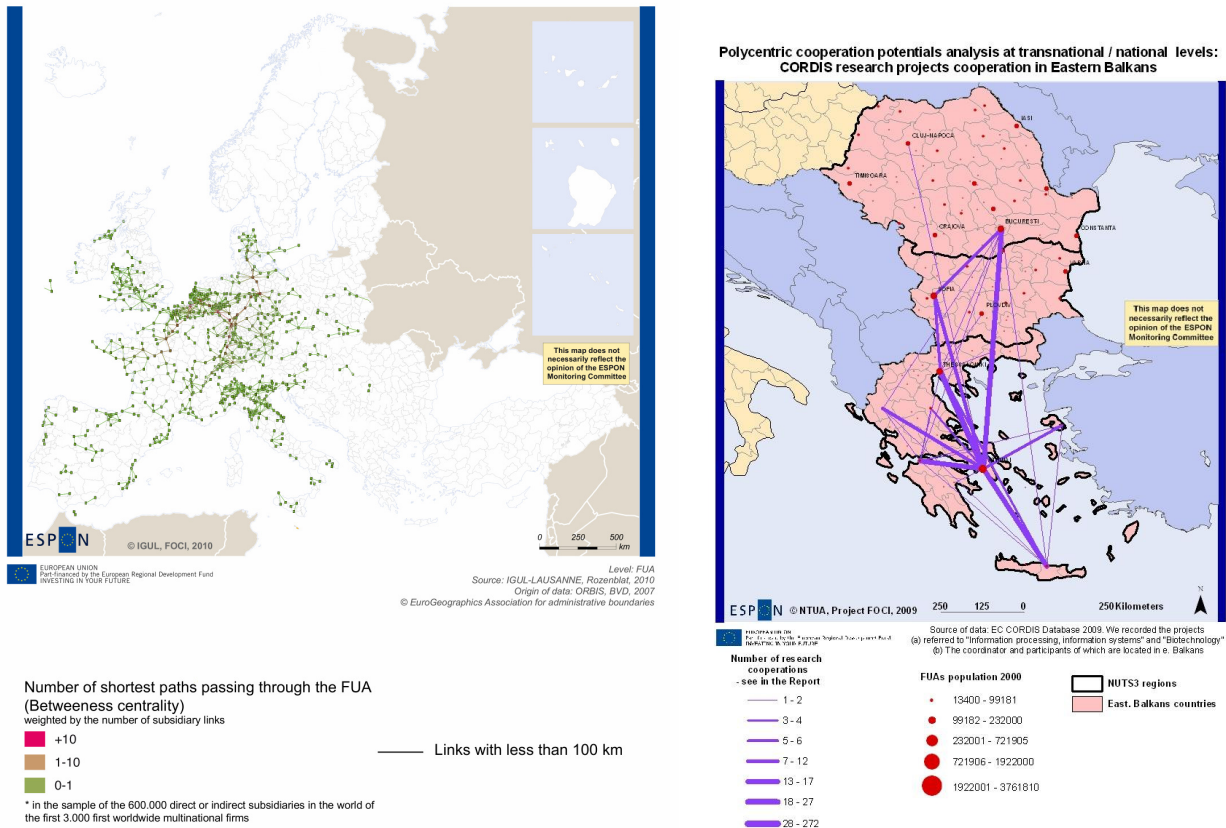 This map does not
necessarily reflect the
opinion of the ESPON
Monitoring Committee
ESPON
© IGUL, FOCI, 2010
0 250 500
km
EUROPEAN UNION
Part-financed by the European Regional Development Fund
INVESTING IN YOUR FUTURE
Level: FUA
Source: IGUL-LAUSANNE, Rozenblat, 2010
Origin of data: ORBIS, BVD, 2007
© EuroGeographics Association for administrative boundaries
Number of shortest paths passing through the FUA
(Betweeness centrality)
weighted by the number of subsidiary links
+10
1-10
0-1
Links with less than 100 km
* in the sample of the 600.000 direct or indirect subsidiaries in the world of
the first 3.000 first worldwide multinational firms
Polycentric cooperation potentials analysis at transnational / national levels:
CORDIS research projects cooperation in Eastern Balkans
IASI
CLUJ-NAPOCA
TIMISOARA
BUCURESTI
CRAIOVA
CONSTANTA
PLOVDIV
This map does not
necessarily reflect the
opinion of the ESPON
Monitoring Committee
ESPON
© NTUA, Project FOCI, 2009
250 125 0 250 Kilometers
N
Source of data: EC CORDIS Database 2009. We recorded the projects
(a) referred to "Information processing, information systems" and "Biotechnology"
(b) The coordinator and participants of which are located in e. Balkans
Number of research
cooperations
- see in the Report
1 - 2
3 - 4
5 - 6
7 - 12
13 - 17
18 - 27
28 - 272
FUAs population 2000
13400 - 99181
99182 - 232000
232001 - 721905
721906 - 1922000
1922001 - 3761810
NUTS3 regions
East. Balkans countries